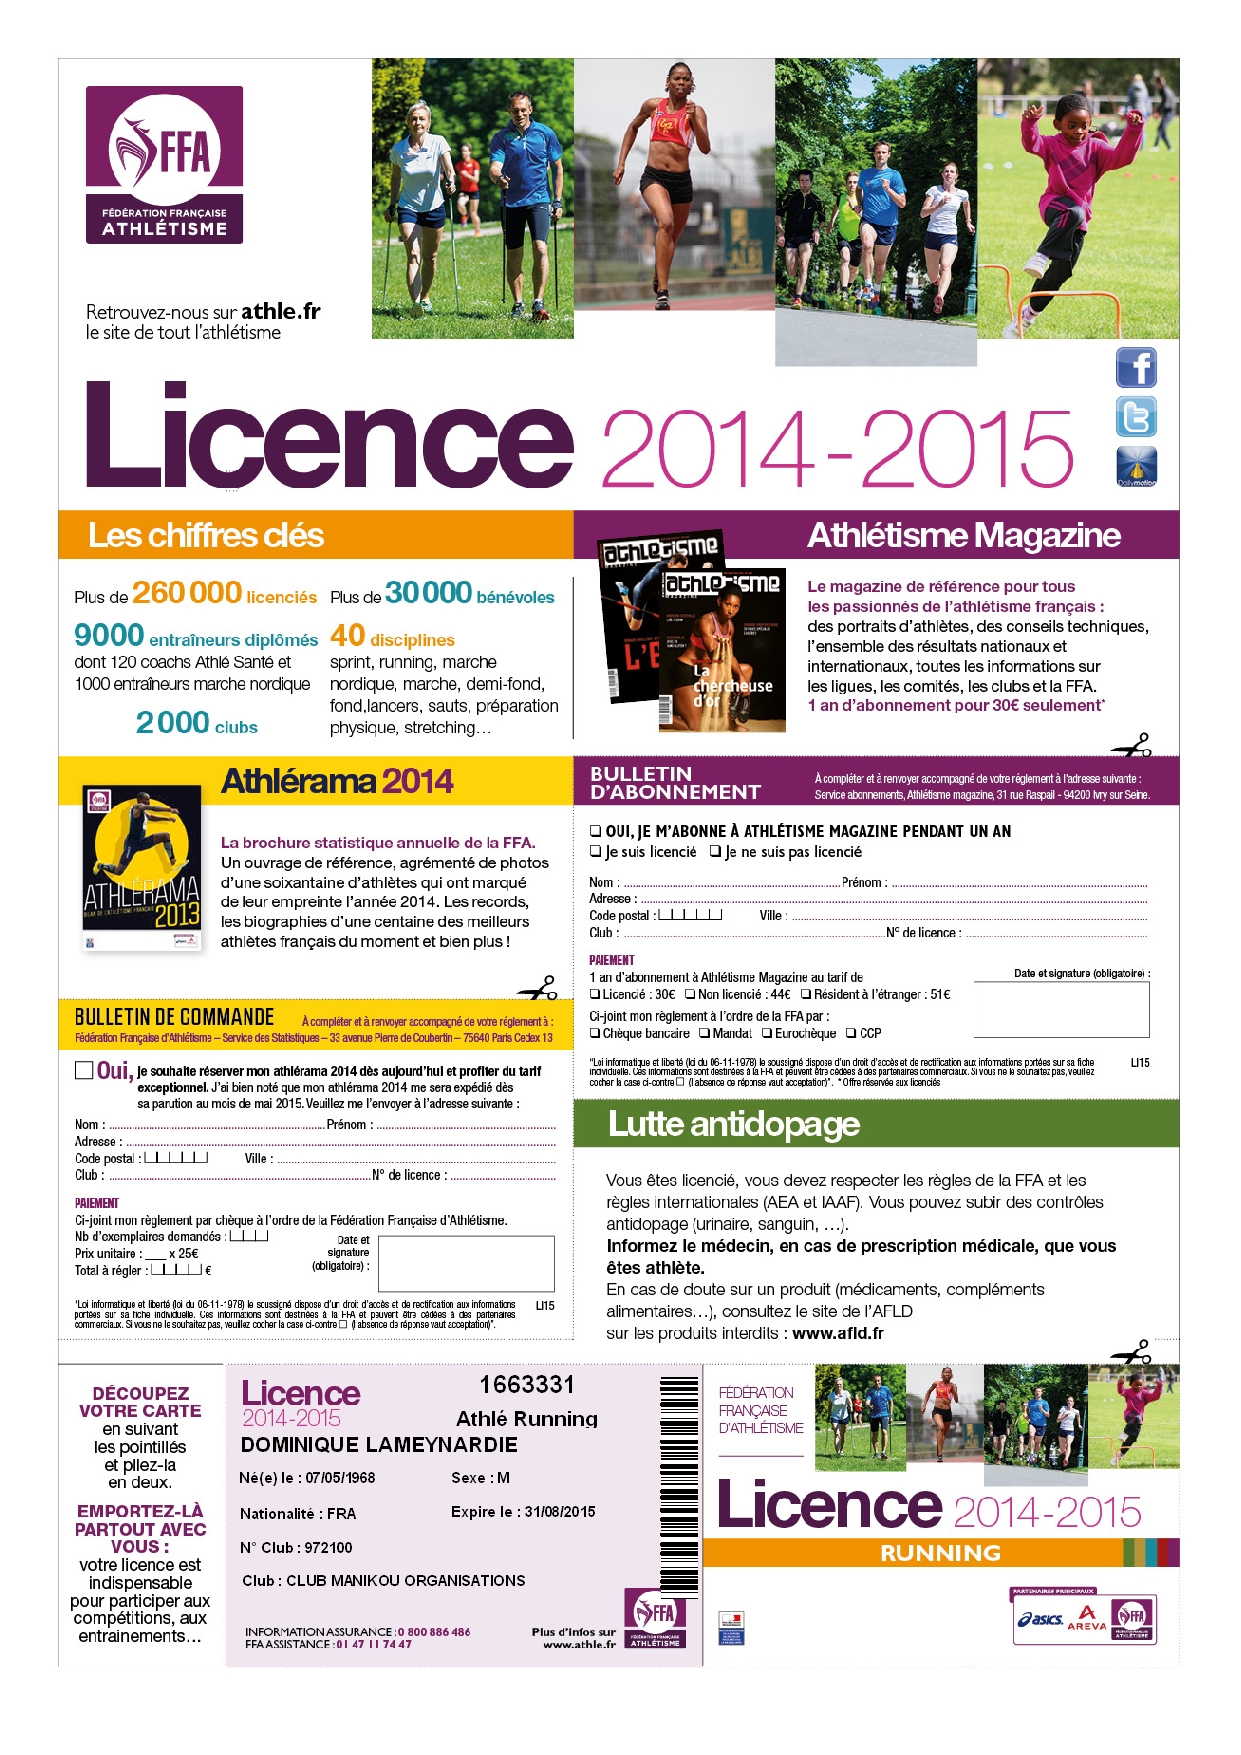 FFA
FÉDÉRATION FRANÇAISE
ATHLÉTISME
Retrouvez-nous sur athle.fr
le site de tout l'athlétisme
Licence 2014-2015
Dailymotion
Les chiffres clés
Plus de 260 000 licenciés
9000 entraîneurs diplômés
dont 120 coachs Athlé Santé et
1000 entraîneurs marche nordique
2 000 clubs
Plus de 30 000 bénévoles
40 disciplines
sprint, running, marche
nordique, marche, demi-fond,
fond,lancers, sauts, préparation
physique, stretching…
Athlétisme Magazine
athlétisme
athlétisme
MAGAZINE
La
chercheuse
d'or
Le magazine de référence pour tous
les passionnés de l'athlétisme français :
des portraits d'athlètes, des conseils techniques,
l'ensemble des résultats nationaux et
internationaux, toutes les informations sur
les ligues, les comités, les clubs et la FFA.
1 an d'abonnement pour 30€ seulement*
Athlérama 2014
ATHLÉRAMA
BILAN DE L'ATHLÉTISME FRANÇAIS
2013
La brochure statistique annuelle de la FFA.
Un ouvrage de référence, agrémenté de photos
d'une soixantaine d'athlètes qui ont marqué
de leur empreinte l'année 2014. Les records,
les biographies d'une centaine des meilleurs
athlètes français du moment et bien plus !
BULLETIN DE COMMANDE
À compléter et à renvoyer accompagné de votre réglement à :
Fédération Française d'Athlétisme – Service des Statistiques – 33 avenue Pierre de Coubertin – 75640 Paris Cedex 13
Oui, je souhaite réserver mon athlérama 2014 dès aujourd'hui et profiter du tarif
exceptionnel. J'ai bien noté que mon athlérama 2014 me sera expédié dès
sa parution au mois de mai 2015. Veuillez me l'envoyer à l'adresse suivante :
Nom : Prénom :
Adresse :
Code postal : Ville :
Club : N° de licence :
PAIEMENT
Ci-joint mon règlement par chèque à l'ordre de la Fédération Française d'Athlétisme.
Nb d'exemplaires demandés :
Prix unitaire : ___ x 25€
Total à régler : €
Date et
signature
(obligatoire) :
*Loi informatique et liberté (loi du 06-11-1978) le soussigné dispose d'un droit d'accès et de rectification aux informations
portées sur sa fiche individuelle. Ces informations sont destinées à la FFA et peuvent être cédées à des partenaires
commerciaux. Si vous ne le souhaitez pas, veuillez cocher la case ci-contre ☐ (l'absence de réponse vaut acceptation)*.
LI15
BULLETIN
D'ABONNEMENT
À compléter et à renvoyer accompagné de votre réglement à l'adresse suivante :
Service abonnements, Athlétisme magazine, 31 rue Raspail - 94200 Ivry sur Seine.
❏ OUI, JE M'ABONNE À ATHLÉTISME MAGAZINE PENDANT UN AN
❏ Je suis licencié ❏ Je ne suis pas licencié
Nom : Prénom :
Adresse :
Code postal : Ville :
Club : N° de licence :
PAIEMENT
1 an d'abonnement à Athlétisme Magazine au tarif de
❏ Licencié : 30€ ❏ Non licencié : 44€ ❏ Résident à l'étranger : 51€
Ci-joint mon règlement à l'ordre de la FFA par :
❏ Chèque bancaire ❏ Mandat ❏ Eurochèque ❏ CCP
Date et signature (obligatoire) :
*Loi informatique et liberté (loi du 06-11-1978) le soussigné dispose d'un droit d'accès et de rectification aux informations portées sur sa fiche
individuelle. Ces informations sont destinées à la FFA et peuvent être cédées à des partenaires commerciaux. Si vous ne le souhaitez pas, veuillez
cocher la case ci-contre ☐ (l'absence de réponse vaut acceptation)*. * Offre réservée aux licenciés
LI15
Lutte antidopage
Vous êtes licencié, vous devez respecter les règles de la FFA et les
règles internationales (AEA et IAAF). Vous pouvez subir des contrôles
antidopage (urinaire, sanguin, …).
Informez le médecin, en cas de prescription médicale, que vous
êtes athlète.
En cas de doute sur un produit (médicaments, compléments
alimentaires…), consultez le site de l'AFLD
sur les produits interdits : www.afld.fr
DÉCOUPEZ
VOTRE CARTE
en suivant
les pointillés
et pliez-la
en deux.
EMPORTEZ-LÀ
PARTOUT AVEC
VOUS :
votre licence est
indispensable
pour participer aux
compétitions, aux
entrainements…
Licence
2014-2015
1663331
Athlé Running
DOMINIQUE LAMEYNARDIE
Né(e) le : 07/05/1968 Sexe : M
Nationalité : FRA Expire le : 31/08/2015
N° Club : 972100
Club : CLUB MANIKOU ORGANISATIONS
INFORMATION ASSURANCE : 0 800 886 486
FFA ASSISTANCE : 01 47 11 74 47
Plus d'Infos sur
www.athle.fr
FFA
FÉDÉRATION FRANÇAISE
ATHLÉTISME
FÉDÉRATION
FRANÇAISE
D'ATHLÉTISME
Licence 2014-2015
RUNNING
PARTENAIRES PRINCIPAUX
asics
AREVA
FFA
FÉDÉRATION FRANÇAISE
ATHLÉTISME